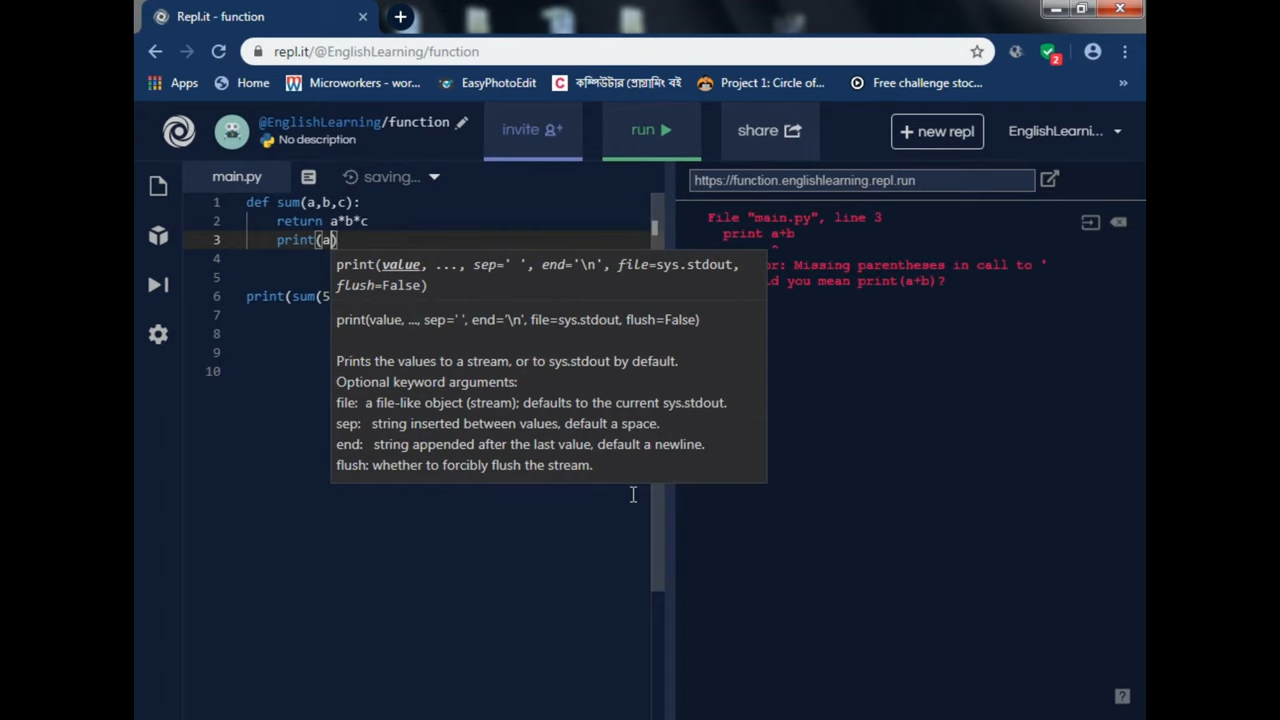 Repl.it - function
repl.it/@EnglishLearning/function
2
Apps Home Microworkers - wor... EasyPhotoEdit কম্পিউটার প্রোগ্রামিং বই Project 1: Circle of... Free challenge stoc... »
@EnglishLearning/function
No description
invite
run
share
+ new repl
EnglishLearni...
main.py
saving...
https://function.englishlearning.repl.run
1 def sum(a,b,c):
2 return a*b*c
3 print(a)
4
5
6 print(sum(5
7
8
9
10
print(value, ..., sep=' ', end='\n', file=sys.stdout,
flush=False)
print(value, ..., sep=' ', end='\n', file=sys.stdout, flush=False)
Prints the values to a stream, or to sys.stdout by default.
Optional keyword arguments:
file: a file-like object (stream); defaults to the current sys.stdout.
sep: string inserted between values, default a space.
end: string appended after the last value, default a newline.
flush: whether to forcibly flush the stream.
File "main.py", line 3
print a+b
^
or: Missing parentheses in call to '
d you mean print(a+b)?
?